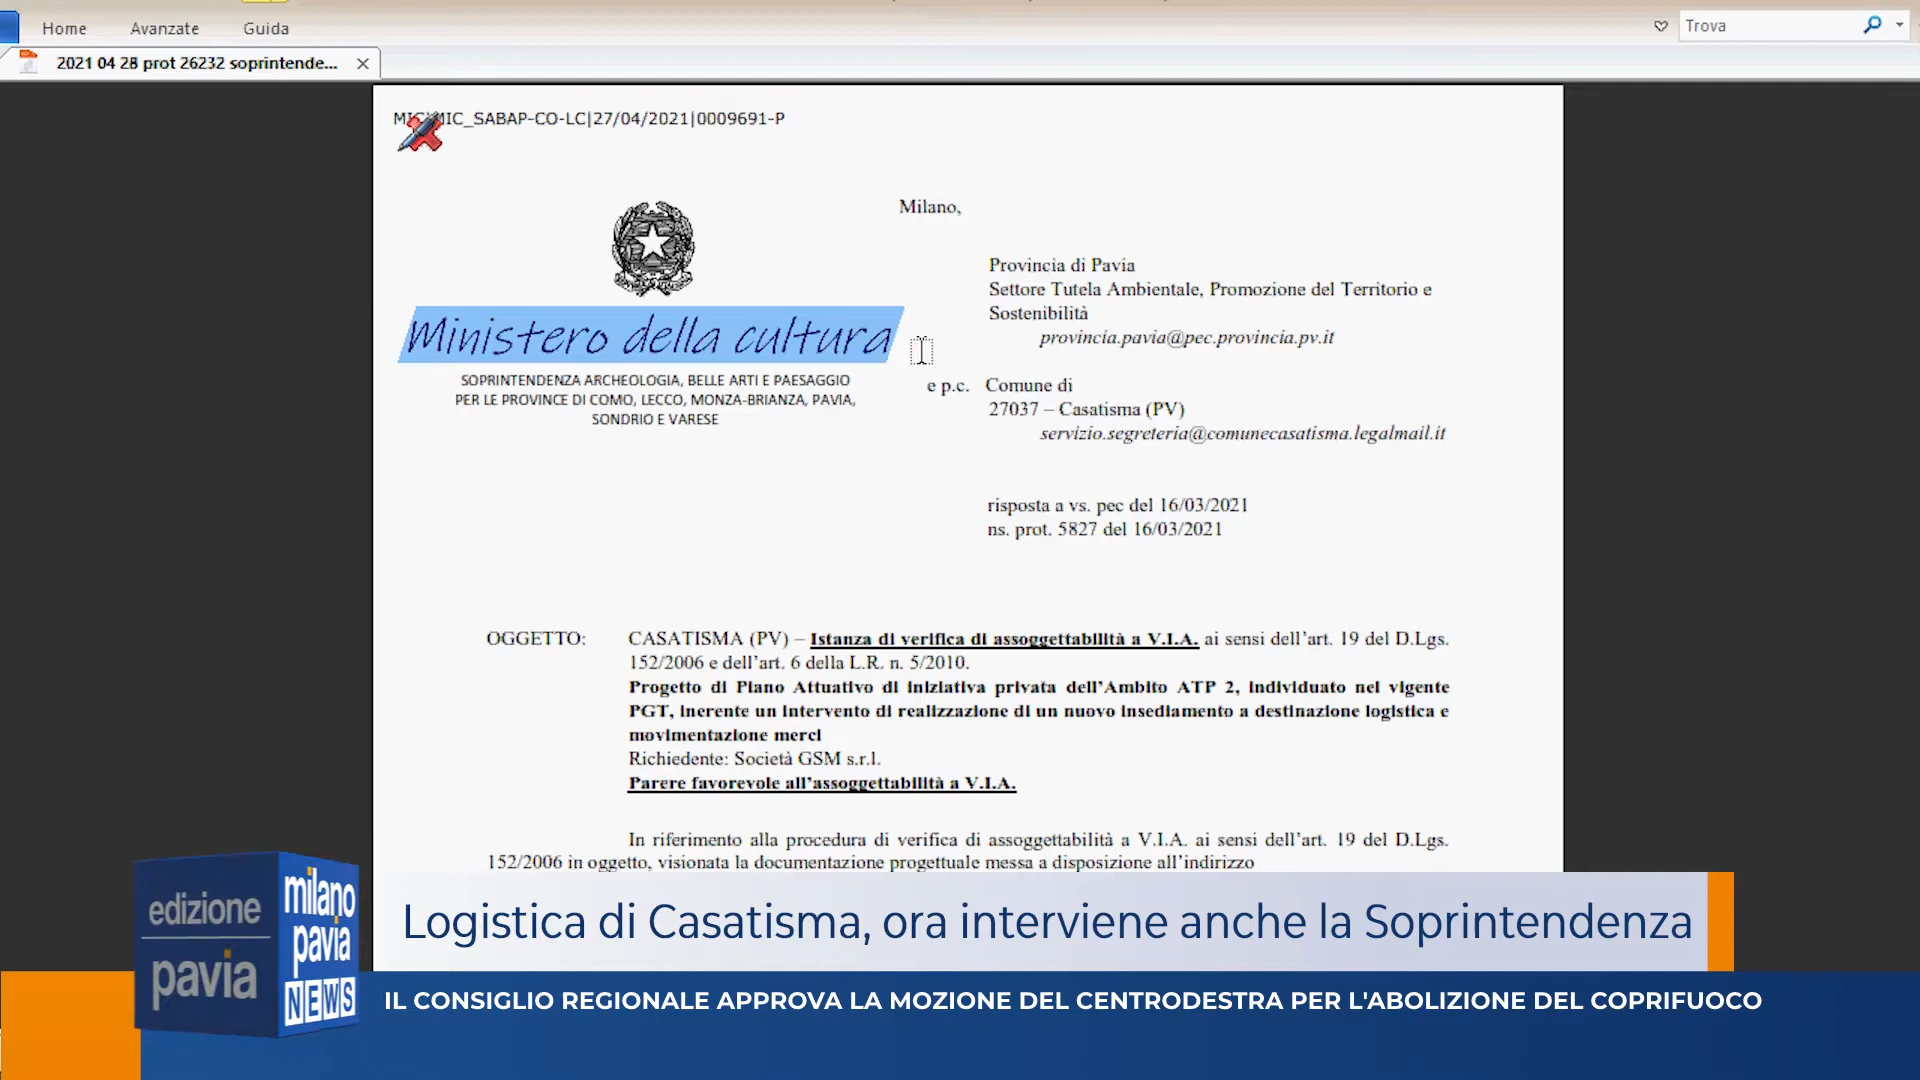 Home
Avanzate
Guida
Trova
2021 04 28 prot 26232 soprintende...
MIC_SABAP-CO-LC|27/04/2021|0009691-P
Milano,
Provincia di Pavia
Settore Tutela Ambientale, Promozione del Territorio e
Sostenibilità
provincia.pavia@pec.provincia.pv.it
Ministero della cultura
SOPRINTENDENZA ARCHEOLOGIA, BELLE ARTI E PAESAGGIO
PER LE PROVINCE DI COMO, LECCO, MONZA-BRIANZA, PAVIA,
SONDRIO E VARESE
e p.c. Comune di
27037 – Casatisma (PV)
servizio.segreteria@comunecasatisma.legalmail.it
risposta a vs. pec del 16/03/2021
ns. prot. 5827 del 16/03/2021
OGGETTO: CASATISMA (PV) – Istanza di verifica di assoggettabilità a V.I.A. ai sensi dell’art. 19 del D.Lgs.
152/2006 e dell’art. 6 della L.R. n. 5/2010.
Progetto di Piano Attuativo di iniziativa privata dell’Ambito ATP 2, individuato nel vigente
PGT, inerente un intervento di realizzazione di un nuovo insediamento a destinazione logistica e
movimentazione merci
Richiedente: Società GSM s.r.l.
Parere favorevole all’assoggettabilità a V.I.A.
In riferimento alla procedura di verifica di assoggettabilità a V.I.A. ai sensi dell’art. 19 del D.Lgs.
152/2006 in oggetto, visionata la documentazione progettuale messa a disposizione all’indirizzo
edizione
pavia
milano
pavia
NEWS
Logistica di Casatisma, ora interviene anche la Soprintendenza
IL CONSIGLIO REGIONALE APPROVA LA MOZIONE DEL CENTRODESTRA PER L'ABOLIZIONE DEL COPRIFUOCO